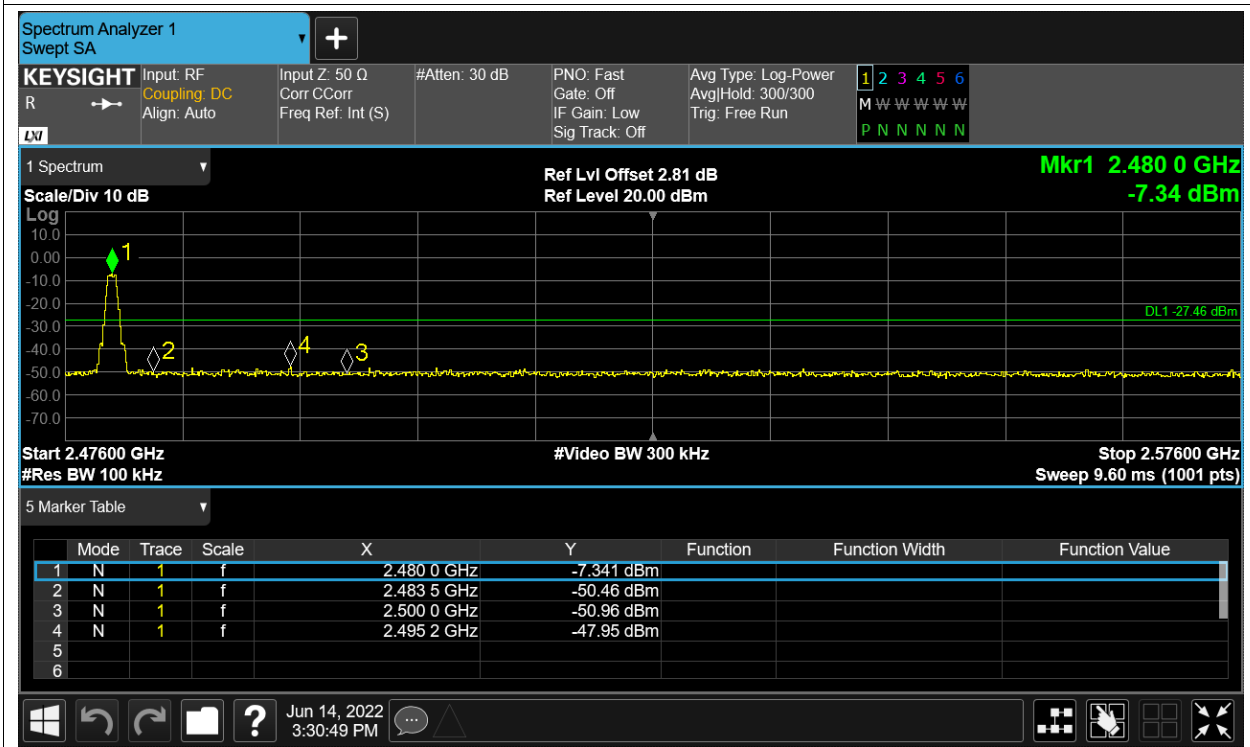 Spectrum Analyzer 1
Swept SA
KEYSIGHT
R
LXI
Input: RF
Coupling: DC
Align: Auto
Input Z: 50 Ω
Corr CCorr
Freq Ref: Int (S)
#Atten: 30 dB
PNO: Fast
Gate: Off
IF Gain: Low
Sig Track: Off
Avg Type: Log-Power
Avg|Hold: 300/300
Trig: Free Run
1 2 3 4 5 6
M W W W W W
P N N N N N
1 Spectrum
Scale/Div 10 dB
Ref Lvl Offset 2.81 dB
Ref Level 20.00 dBm
Mkr1 2.480 0 GHz
-7.34 dBm
Log
10.0
0.00
-10.0
-20.0
-30.0
-40.0
-50.0
-60.0
-70.0
1
2
4
3
DL1 -27.46 dBm
Start 2.47600 GHz
#Res BW 100 kHz
#Video BW 300 kHz
Stop 2.57600 GHz
Sweep 9.60 ms (1001 pts)
5 Marker Table
Mode Trace Scale X Y Function Function Width Function Value
1 N 1 f 2.480 0 GHz -7.341 dBm
2 N 1 f 2.483 5 GHz -50.46 dBm
3 N 1 f 2.500 0 GHz -50.96 dBm
4 N 1 f 2.495 2 GHz -47.95 dBm
5
6
?
Jun 14, 2022
3:30:49 PM